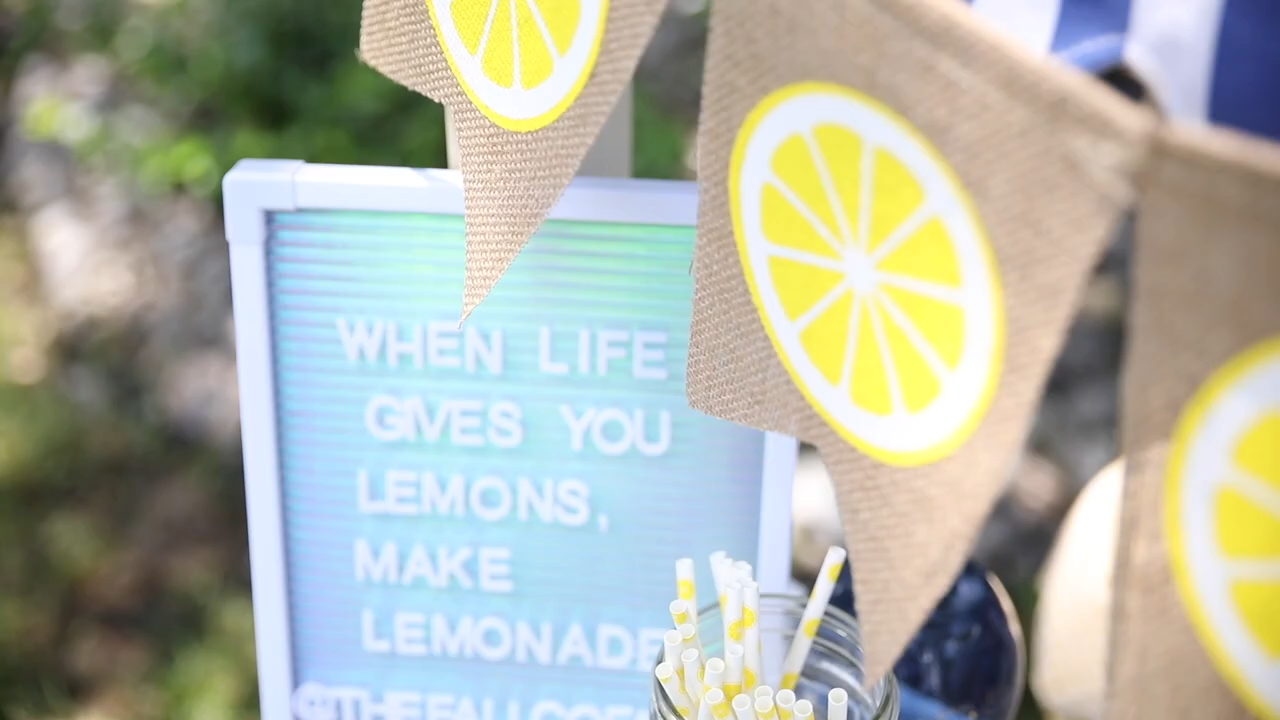 WHEN LIFE
GIVES YOU
LEMONS,
MAKE
LEMONADE